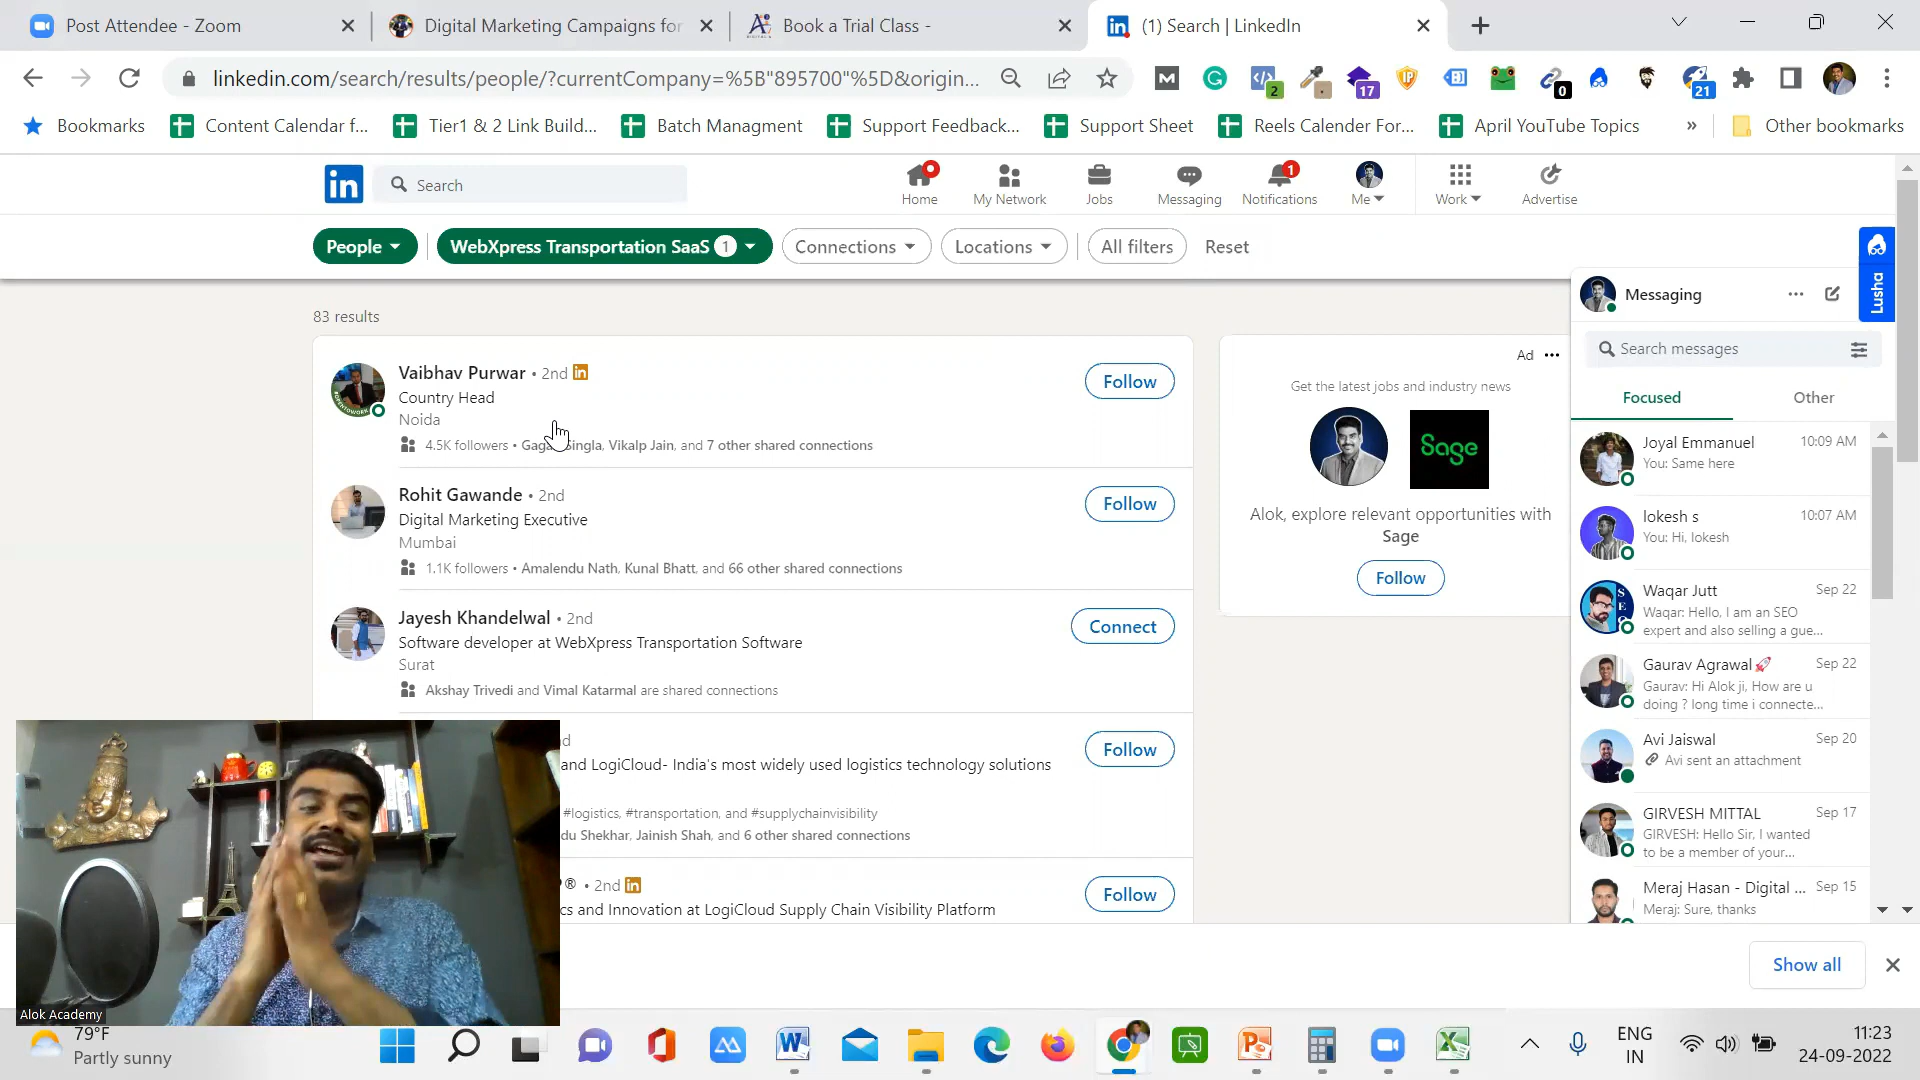 Post Attendee - Zoom
Digital Marketing Campaigns for
Book a Trial Class -
(1) Search | LinkedIn
linkedin.com/search/results/people/?currentCompany=%5B"895700"%5D&origin...
2
17
0
21
Bookmarks
Content Calendar f...
Tier1 & 2 Link Build...
Batch Managment
Support Feedback...
Support Sheet
Reels Calender For...
April YouTube Topics
»
Other bookmarks
in
Search
Home
My Network
Jobs
Messaging
1
Notifications
Me
Work
Advertise
People
WebXpress Transportation SaaS 1
Connections
Locations
All filters
Reset
Lusha
83 results
Vaibhav Purwar • 2nd
Country Head
Noida
4.5K followers • Singla, Vikalp Jain, and 7 other shared connections
Follow
Rohit Gawande • 2nd
Digital Marketing Executive
Mumbai
1.1K followers • Amalendu Nath, Kunal Bhatt, and 66 other shared connections
Follow
Jayesh Khandelwal • 2nd
Software developer at WebXpress Transportation Software
Surat
Akshay Trivedi and Vimal Katarmal are shared connections
Connect
and LogiCloud- India's most widely used logistics technology solutions
#logistics, #transportation, and #supplychainvisibility
Shekhar, Jainish Shah, and 6 other shared connections
Follow
® • 2nd
and Innovation at LogiCloud Supply Chain Visibility Platform
Follow
Ad
Get the latest jobs and industry news
Sage
Alok, explore relevant opportunities with
Sage
Follow
Messaging
Search messages
Focused
Other
Joyal Emmanuel 10:09 AM
You: Same here
lokesh s 10:07 AM
You: Hi, lokesh
Waqar Jutt Sep 22
Waqar: Hello, I am an SEO
expert and also selling a gue...
Gaurav Agrawal🚀 Sep 22
Gaurav: Hi Alok ji, How are u
doing ? long time i connecte...
Avi Jaiswal Sep 20
Avi sent an attachment
GIRVESH MITTAL Sep 17
GIRVESH: Hello Sir, I wanted
to be a member of your...
Meraj Hasan - Digital ... Sep 15
Meraj: Sure, thanks
Show all
Alok Academy
79°F
Partly sunny
ENG
IN
11:23
24-09-2022